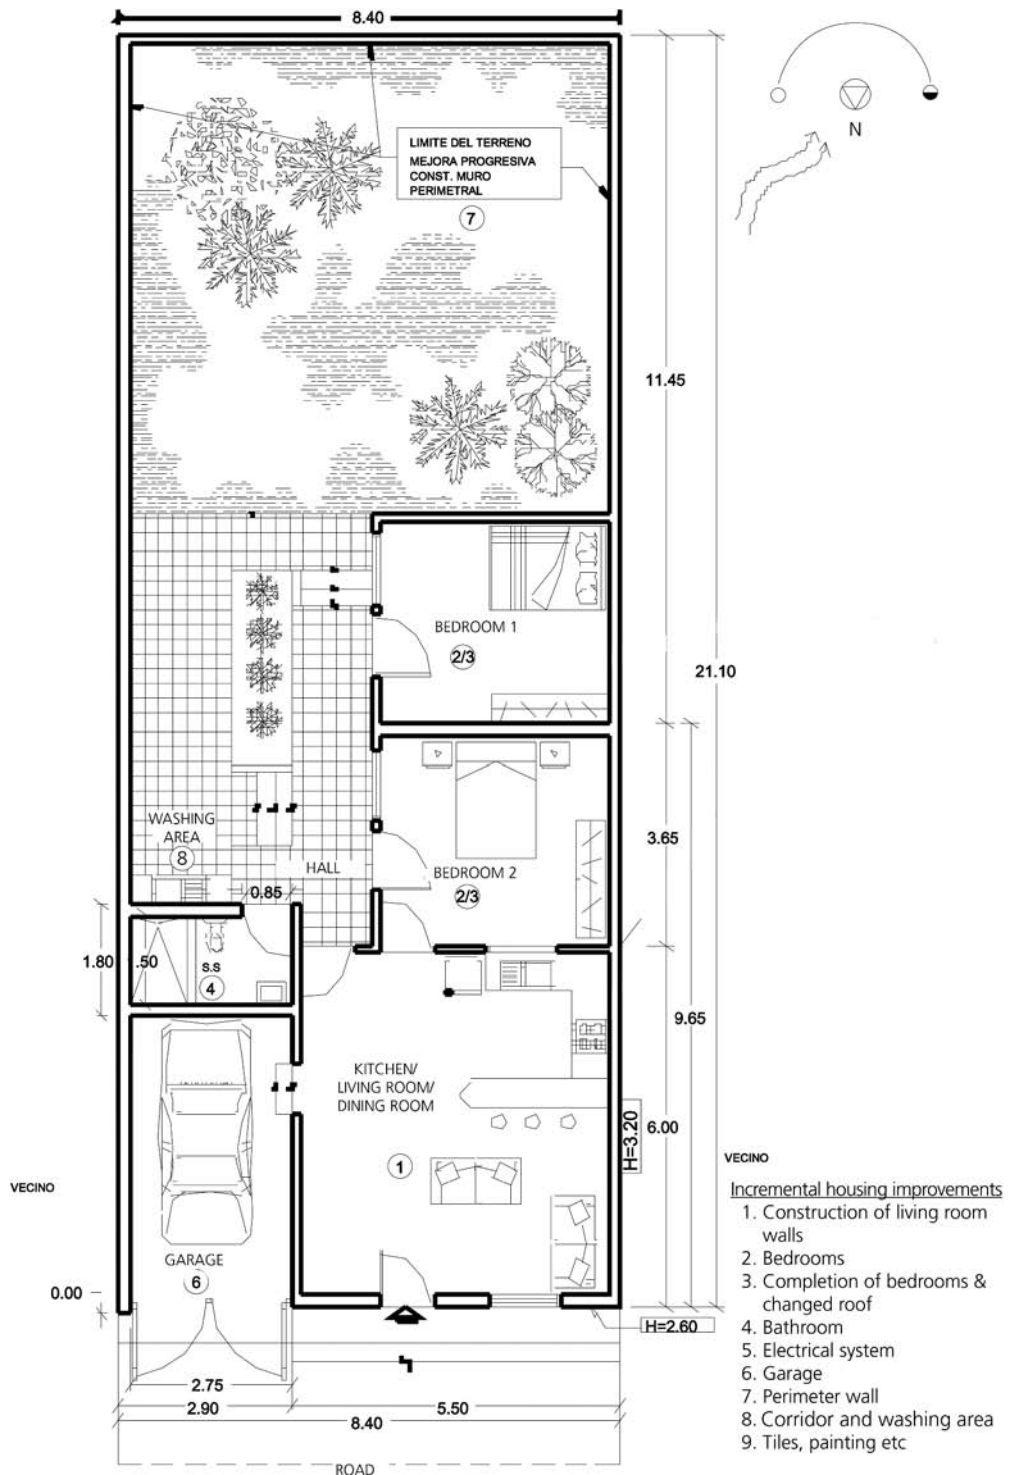 8.40
N
LIMITE DEL TERRENO
MEJORA PROGRESIVA
CONST. MURO
PERIMETRAL
7
11.45
BEDROOM 1
2/3
21.10
WASHING
AREA
8
HALL
3.65
BEDROOM 2
2/3
0.85
1.80
.50
s.s
4
9.65
KITCHEN/
LIVING ROOM/
DINING ROOM
1
6.00
H=3.20
VECINO
VECINO
GARAGE
6
0.00
H=2.60
Incremental housing improvements
1. Construction of living room
walls
2. Bedrooms
3. Completion of bedrooms &
changed roof
4. Bathroom
5. Electrical system
6. Garage
7. Perimeter wall
8. Corridor and washing area
9. Tiles, painting etc
2.75
2.90
5.50
8.40
ROAD